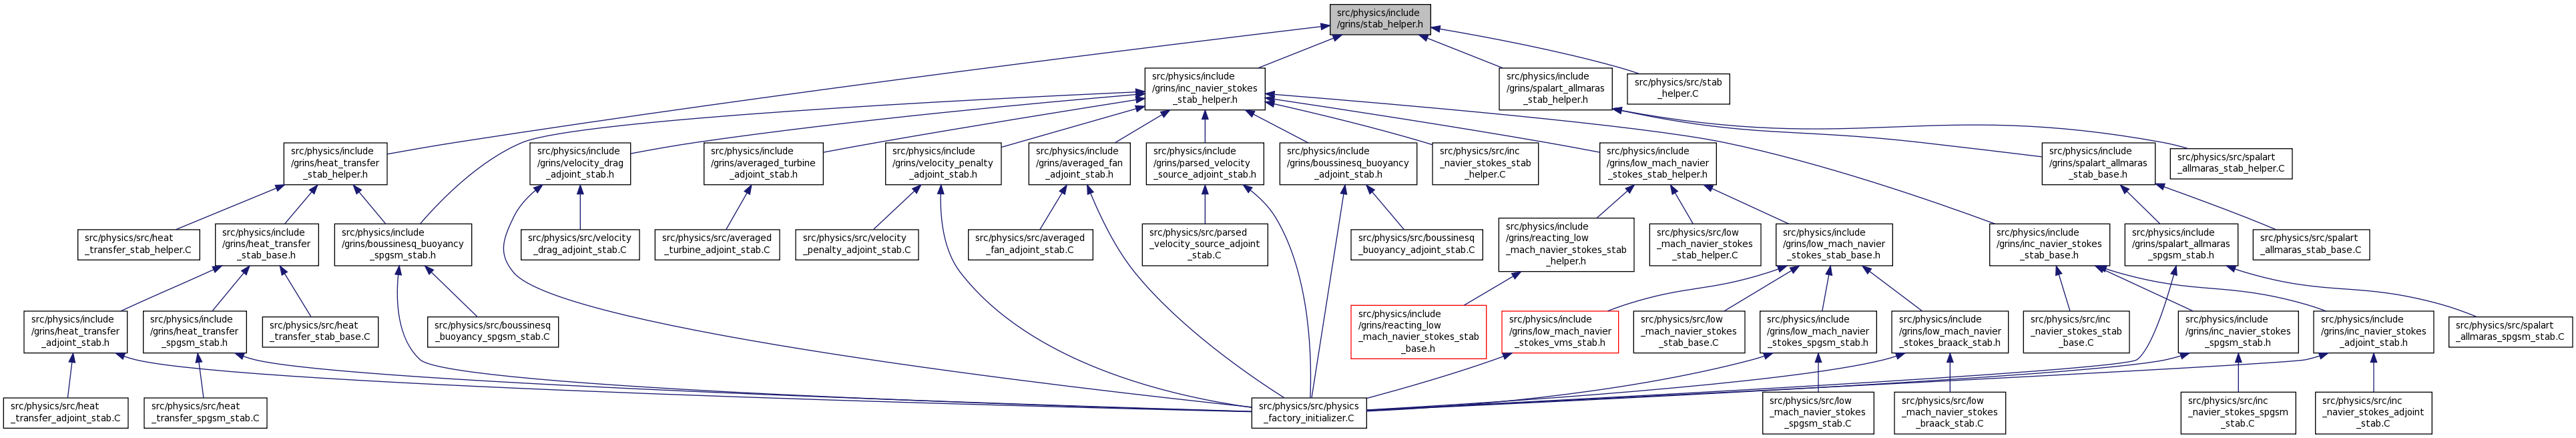 src/physics/include
/grins/stab_helper.h
src/physics/include
/grins/inc_navier_stokes
_stab_helper.h
src/physics/include
/grins/spalart_allmaras
_stab_helper.h
src/physics/src/stab
_helper.C
src/physics/include
/grins/heat_transfer
_stab_helper.h
src/physics/include
/grins/velocity_drag
_adjoint_stab.h
src/physics/include
/grins/averaged_turbine
_adjoint_stab.h
src/physics/include
/grins/velocity_penalty
_adjoint_stab.h
src/physics/include
/grins/averaged_fan
_adjoint_stab.h
src/physics/include
/grins/parsed_velocity
_source_adjoint_stab.h
src/physics/include
/grins/boussinesq_buoyancy
_adjoint_stab.h
src/physics/src/inc
_navier_stokes_stab
_helper.C
src/physics/include
/grins/low_mach_navier
_stokes_stab_helper.h
src/physics/include
/grins/spalart_allmaras
_stab_base.h
src/physics/src/spalart
_allmaras_stab_helper.C
src/physics/src/heat
_transfer_stab_helper.C
src/physics/include
/grins/heat_transfer
_stab_base.h
src/physics/include
/grins/boussinesq_buoyancy
_spgsm_stab.h
src/physics/src/velocity
_drag_adjoint_stab.C
src/physics/src/averaged
_turbine_adjoint_stab.C
src/physics/src/velocity
_penalty_adjoint_stab.C
src/physics/src/averaged
_fan_adjoint_stab.C
src/physics/src/parsed
_velocity_source_adjoint
_stab.C
src/physics/src/boussinesq
_buoyancy_adjoint_stab.C
src/physics/include
/grins/reacting_low
_mach_navier_stokes_stab
_helper.h
src/physics/src/low
_mach_navier_stokes
_stab_helper.C
src/physics/include
/grins/low_mach_navier
_stokes_stab_base.h
src/physics/include
/grins/inc_navier_stokes
_stab_base.h
src/physics/include
/grins/spalart_allmaras
_spgsm_stab.h
src/physics/src/spalart
_allmaras_stab_base.C
src/physics/include
/grins/heat_transfer
_adjoint_stab.h
src/physics/include
/grins/heat_transfer
_spgsm_stab.h
src/physics/src/heat
_transfer_stab_base.C
src/physics/src/boussinesq
_buoyancy_spgsm_stab.C
src/physics/include
/grins/reacting_low
_mach_navier_stokes_stab
_base.h
src/physics/include
/grins/low_mach_navier
_stokes_vms_stab.h
src/physics/src/low
_mach_navier_stokes
_stab_base.C
src/physics/include
/grins/low_mach_navier
_stokes_spgsm_stab.h
src/physics/include
/grins/low_mach_navier
_stokes_braack_stab.h
src/physics/src/inc
_navier_stokes_stab
_base.C
src/physics/include
/grins/inc_navier_stokes
_spgsm_stab.h
src/physics/include
/grins/inc_navier_stokes
_adjoint_stab.h
src/physics/src/spalart
_allmaras_spgsm_stab.C
src/physics/src/heat
_transfer_adjoint_stab.C
src/physics/src/heat
_transfer_spgsm_stab.C
src/physics/src/physics
_factory_initializer.C
src/physics/src/low
_mach_navier_stokes
_spgsm_stab.C
src/physics/src/low
_mach_navier_stokes
_braack_stab.C
src/physics/src/inc
_navier_stokes_spgsm
_stab.C
src/physics/src/inc
_navier_stokes_adjoint
_stab.C